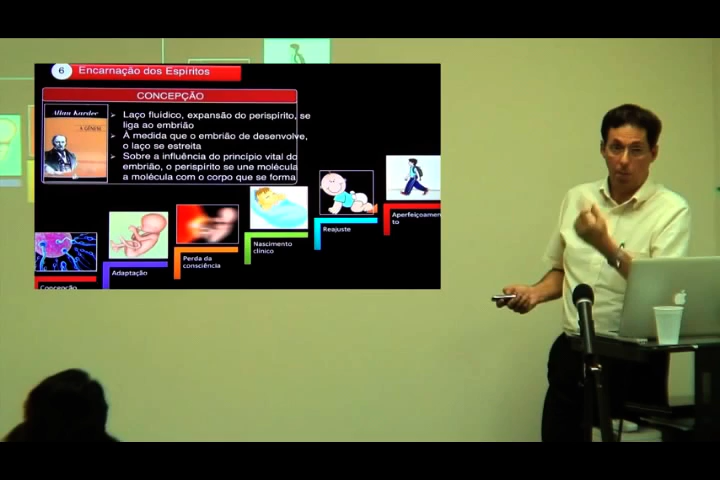 6 Encarnação dos Espíritos
CONCEPÇÃO
Allan Kardec
A GÊNESE
Laço fluídico, expansão do perispírito, se
liga ao embrião
À medida que o embrião de desenvolve,
o laço se estreita
Sobre a influência do princípio vital do
embrião, o perispírito se une molécula
a molécula com o corpo que se forma
Concepção
Adaptação
Perda da
consciência
Nascimento
clínico
Reajuste
Aperfeiçoamen
to